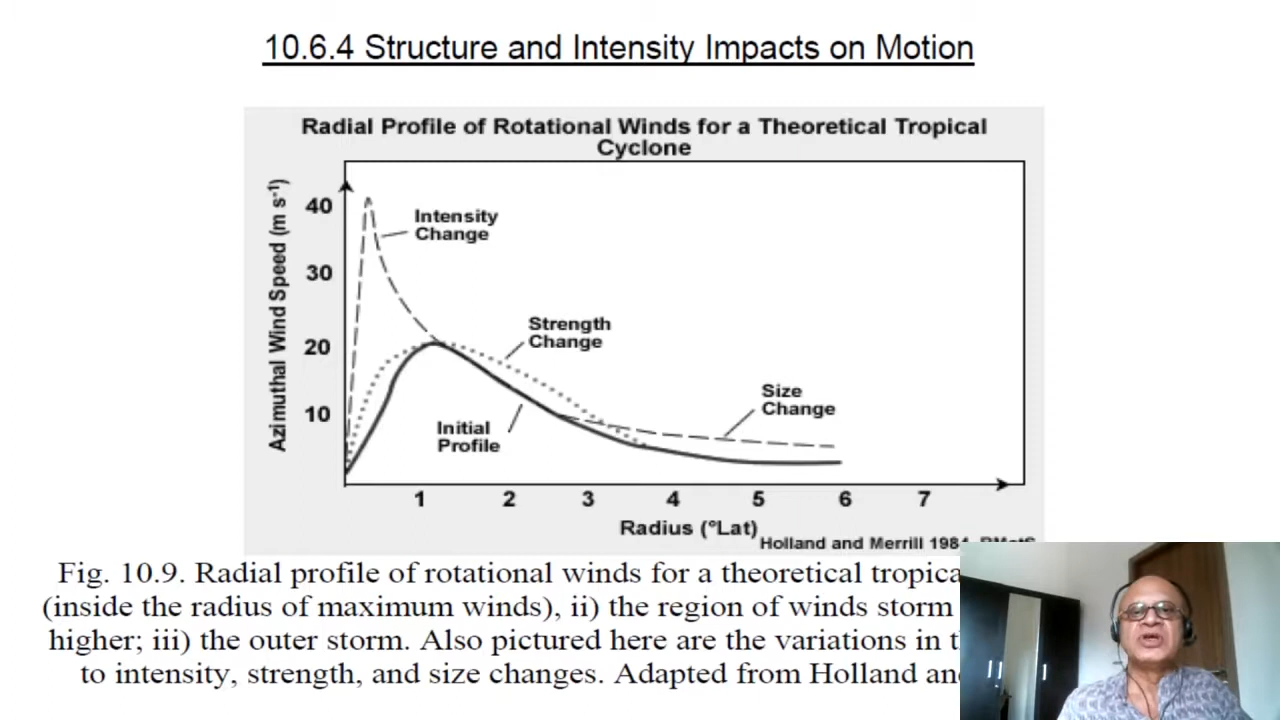 10.6.4 Structure and Intensity Impacts on Motion
Radial Profile of Rotational Winds for a Theoretical Tropical
Cyclone
Azimuthal Wind Speed (m s-1)
40
30
20
10
Intensity
Change
Strength
Change
Size
Change
Initial
Profile
1 2 3 4 5 6 7
Radius (°Lat)
Holland and Merrill 1984
Fig. 10.9. Radial profile of rotational winds for a theoretical
(inside the radius of maximum winds), ii) the region of winds storm
higher; iii) the outer storm. Also pictured here are the variations in
to intensity, strength, and size changes. Adapted from Holland